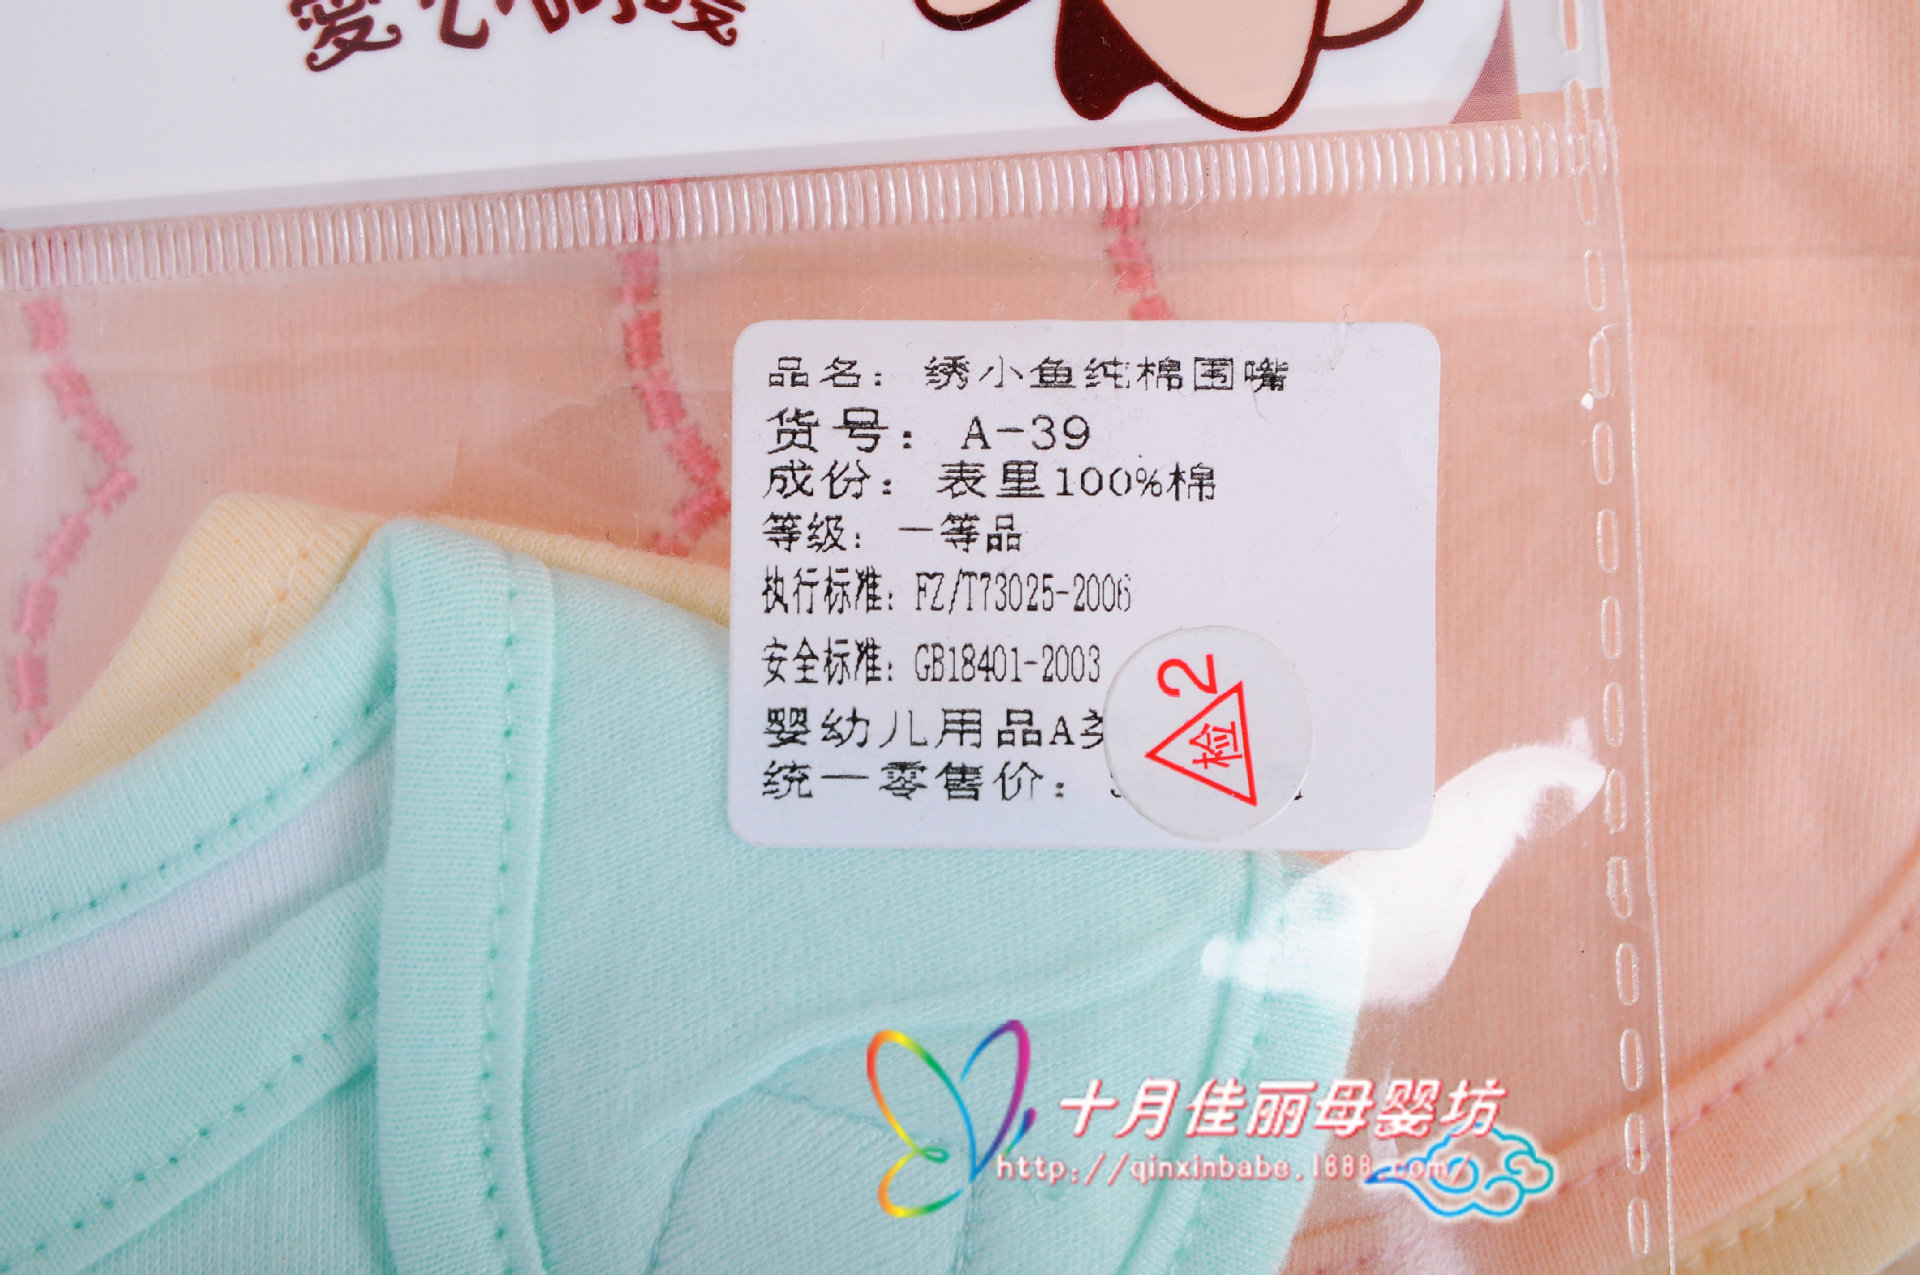 爱心
品名：绣小鱼纯棉围嘴
货号：A-39
成份：表里100%棉
等级：一等品
执行标准：FZ/T73025-2006
安全标准：GB18401-2003
婴幼儿用品A
统一零售价：
2
检
十月佳丽母婴坊
http://qinxinbabe.1888.com/